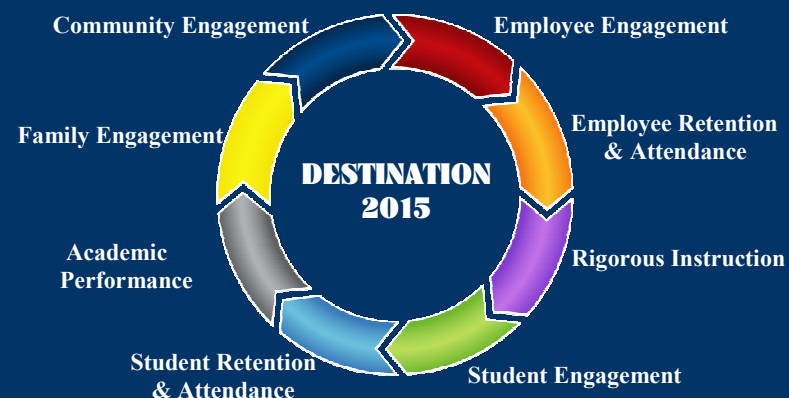 Community Engagement
Employee Engagement
Family Engagement
Employee Retention
& Attendance
DESTINATION
2015
Academic
Performance
Rigorous Instruction
Student Retention
& Attendance
Student Engagement